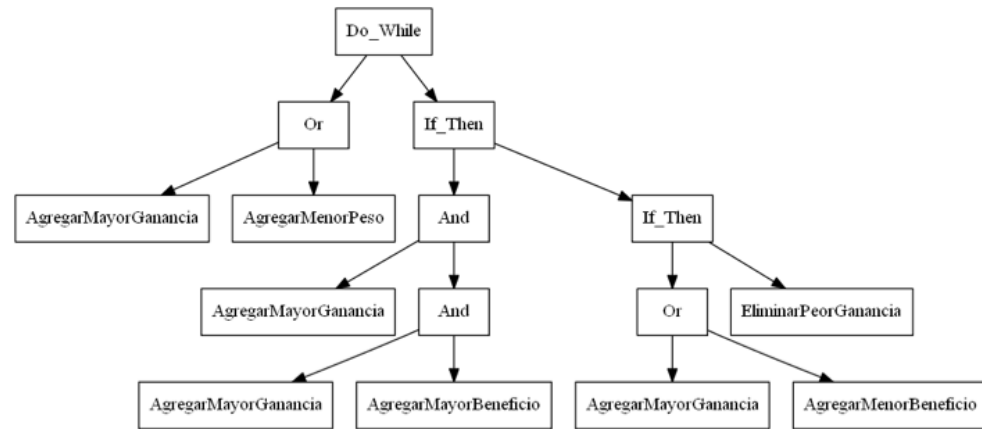 Do_While
Or
If_Then
AgregarMayorGanancia
AgregarMenorPeso
And
If_Then
AgregarMayorGanancia
And
Or
EliminarPeorGanancia
AgregarMayorGanancia
AgregarMayorBeneficio
AgregarMayorGanancia
AgregarMenorBeneficio